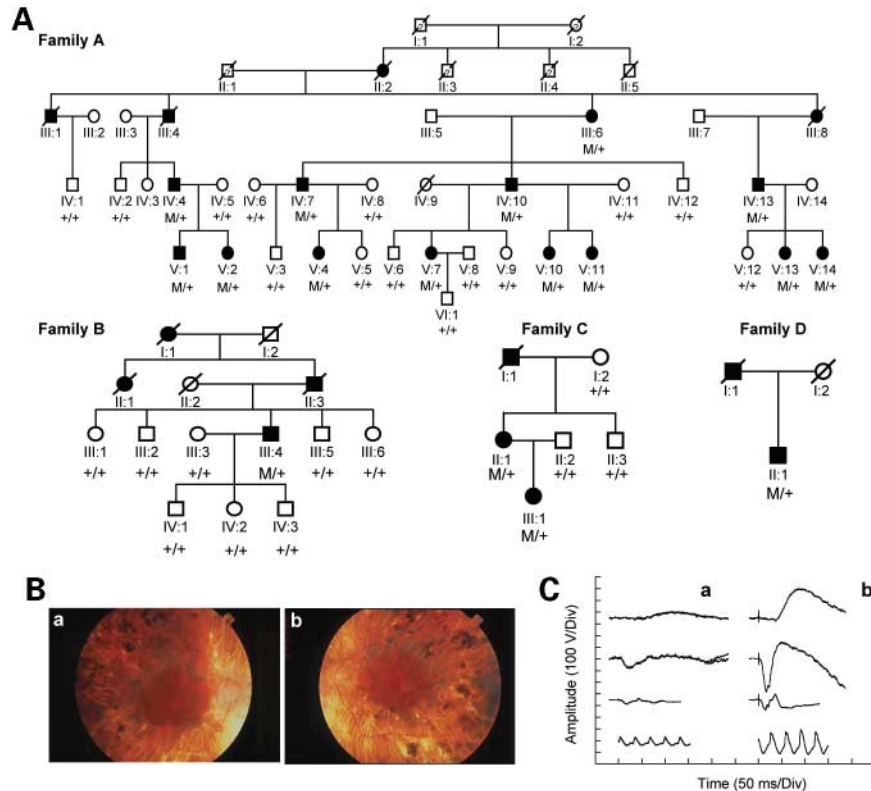 A
Family A
I:1 I:2
II:1 II:2 II:3 II:4 II:5
III:1 III:2 III:3 III:4 III:5 III:6 III:7 III:8
M/+
IV:1 IV:2 IV:3 IV:4 IV:5 IV:6 IV:7 IV:8 IV:9 IV:10 IV:11 IV:12 IV:13 IV:14
+/+ +/+ M/+ +/+ +/+ M/+ +/+ M/+ +/+ +/+ M/+
V:1 V:2 V:3 V:4 V:5 V:6 V:7 V:8 V:9 V:10 V:11 V:12 V:13 V:14
M/+ M/+ +/+ M/+ +/+ +/+ M/+ +/+ +/+ M/+ M/+ +/+ M/+ M/+
VI:1
+/+
Family B
I:1 I:2
II:1 II:2 II:3
III:1 III:2 III:3 III:4 III:5 III:6
+/+ +/+ +/+ M/+ +/+ +/+
IV:1 IV:2 IV:3
+/+ +/+ +/+
Family C
I:1 I:2
+/+
II:1 II:2 II:3
M/+ +/+ +/+
III:1
M/+
Family D
I:1 I:2
II:1
M/+
B
a b
C
a b
Amplitude (100 V/Div)
Time (50 ms/Div)